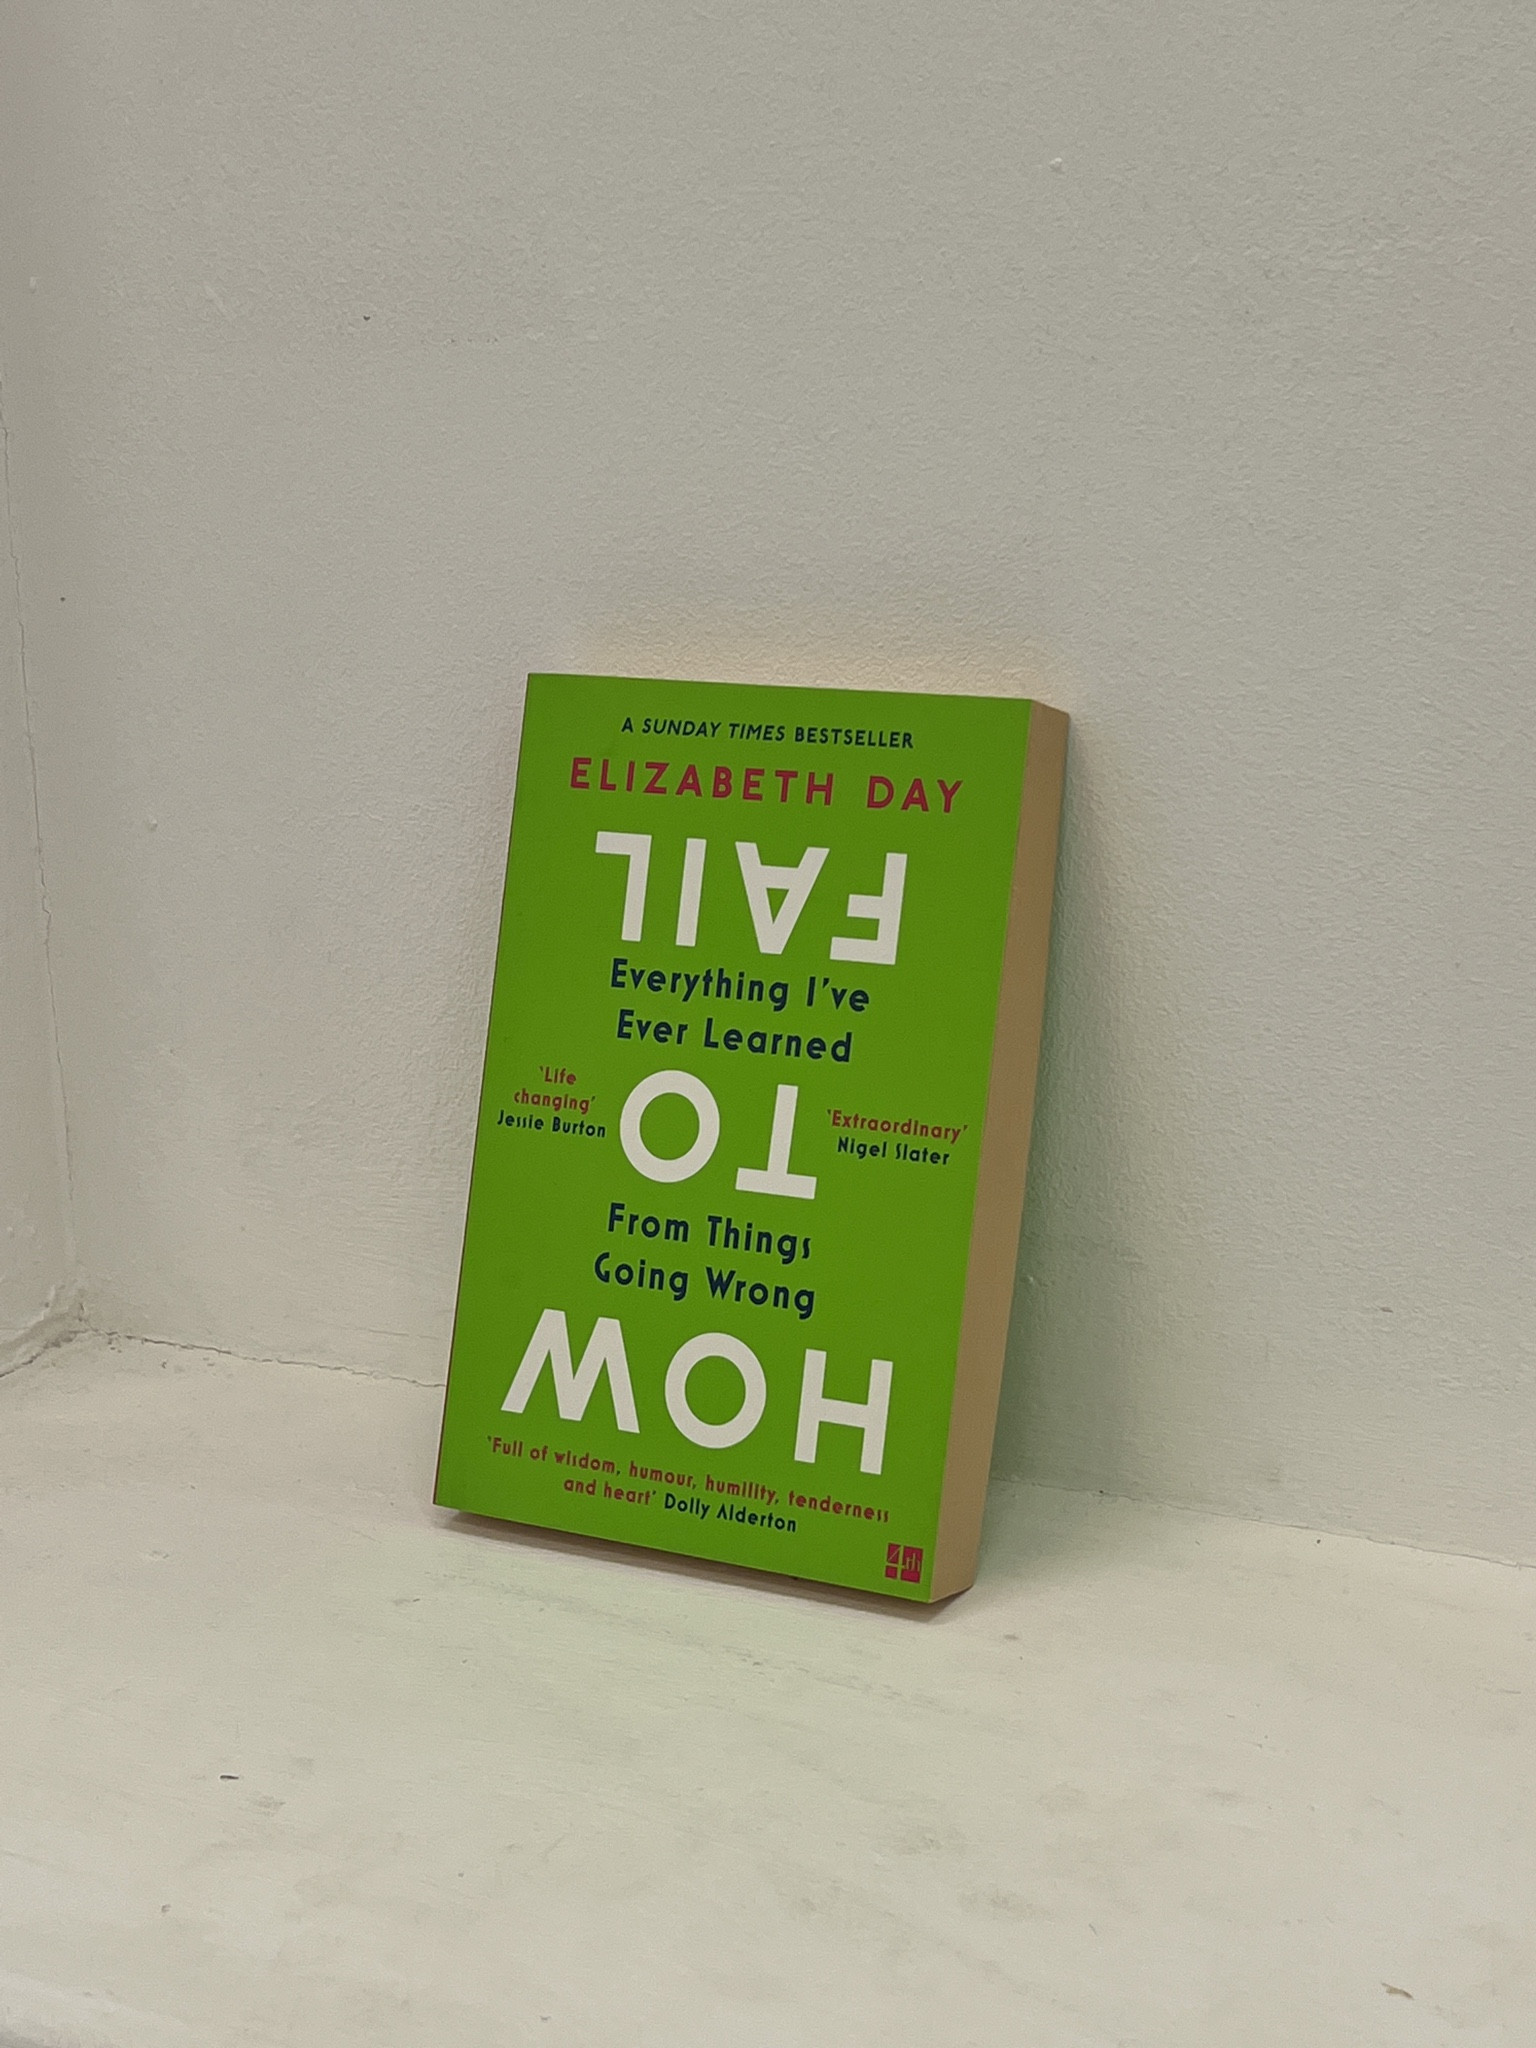 A SUNDAY TIMES BESTSELLER
ELIZABETH DAY
FAIL
Everything I've
Ever Learned
'Life
changing'
Jessie Burton
TO
'Extraordinary'
Nigel Slater
From Things
Going Wrong
HOW
'Full of wisdom, humour, humility, tenderness
and heart' Dolly Alderton
4th